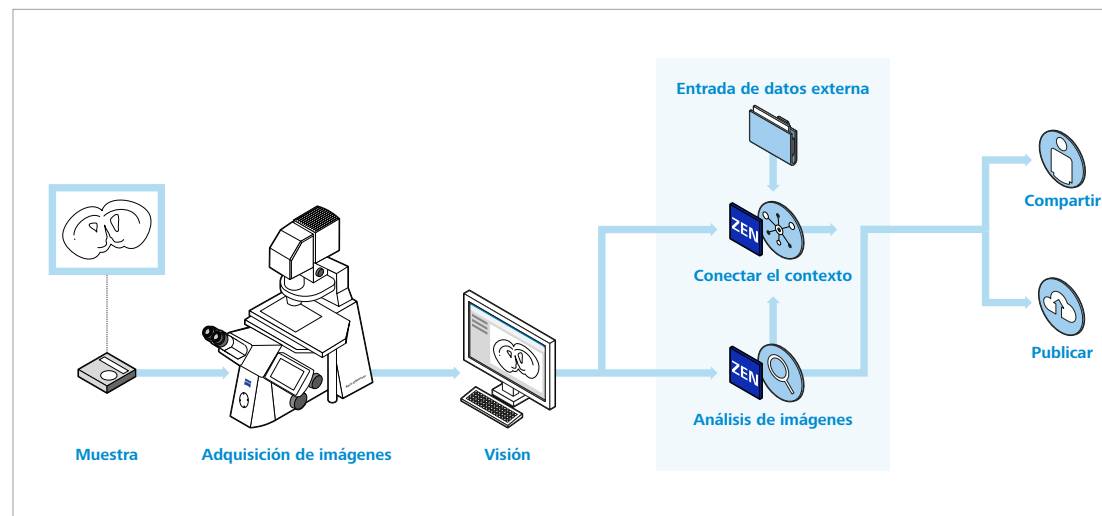 Entrada de datos externa
Compartir
ZEN
Conectar el contexto
Publicar
ZEN
Análisis de imágenes
Muestra
Adquisición de imágenes
Visión